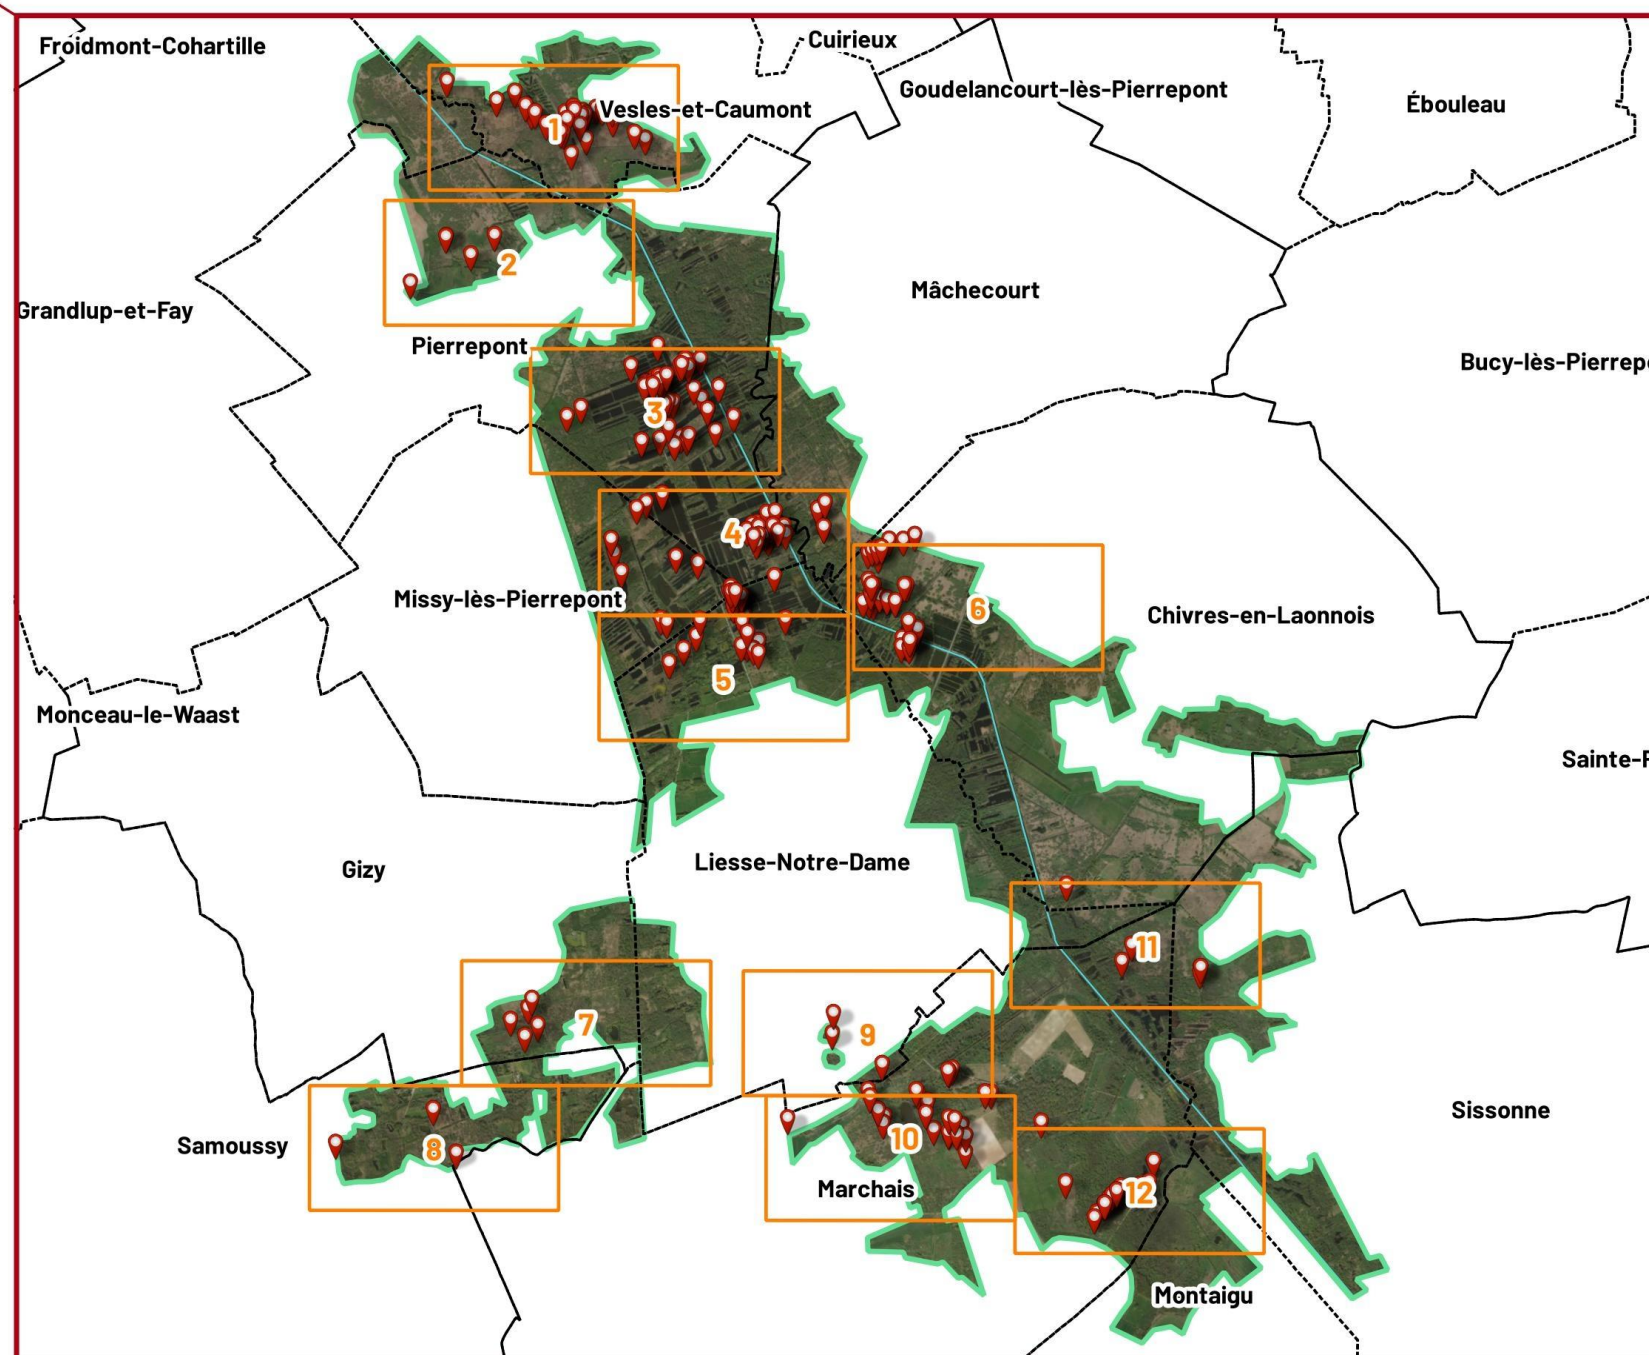 Froidmont-Cohartille
Cuirieux
Goudelancourt-lès-Pierrepont
Ébouleau
Vesles-et-Caumont
1
2
Mâchecourt
Grandlup-et-Fay
Pierrepont
Bucy-lès-Pierrep
3
4
Missy-lès-Pierrepont
6
Chivres-en-Laonnois
5
Monceau-le-Waast
Sainte-
Gizy
Liesse-Notre-Dame
11
7
9
Sissonne
Samoussy
8
10
Marchais
12
Montaigu